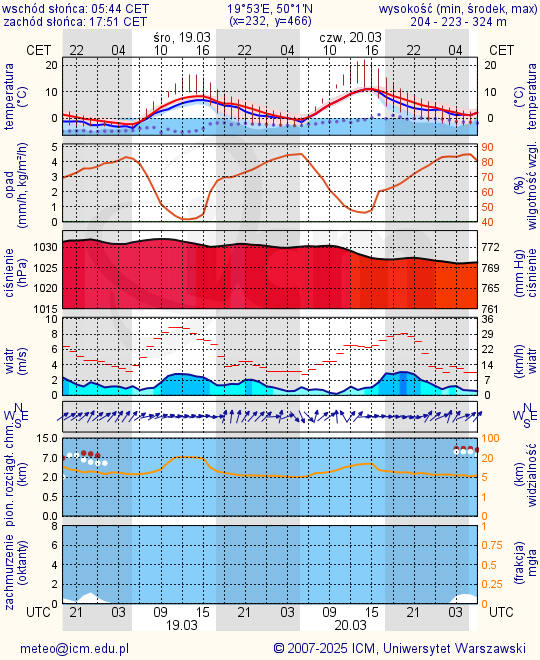 wschód słońca: 05:44 CET 19°53'E, 50°1'N wysokość (min, środek, max)
zachód słońca: 17:51 CET (x=232, y=466) 204 - 223 - 324 m
śro, 19.03 czw, 20.03
CET 22 04 10 16 22 04 10 16 22 04 CET
temperatura (°C)
20 10 0
20 10 0
temperatura (°C)
opad (mm/h, kg/m²/h)
5 4 3 2 1 0
90 80 70 60 50 40
(%) wilgotność wzgl.
ciśnienie (hPa)
1030 1025 1020 1015
772 769 765 761
(mm Hg) ciśnienie
wiatr (m/s)
10 8 6 4 2 0
36 29 22 14 7 0
(km/h) wiatr
N W E S
N W E S
pion. rozciągł. chm. (km)
15.0 7.0 2.0 0.5 0.0
100 20 10 5 1 0
(km) widzialność
zachmurzenie (oktanty)
8 6 4 2 0
1 0.75 0.5 0.25 0
(frakcja) mgła
UTC 21 03 09 15 21 03 09 15 21 03 UTC
19.03 20.03
meteo@icm.edu.pl © 2007-2025 ICM, Uniwersytet Warszawski